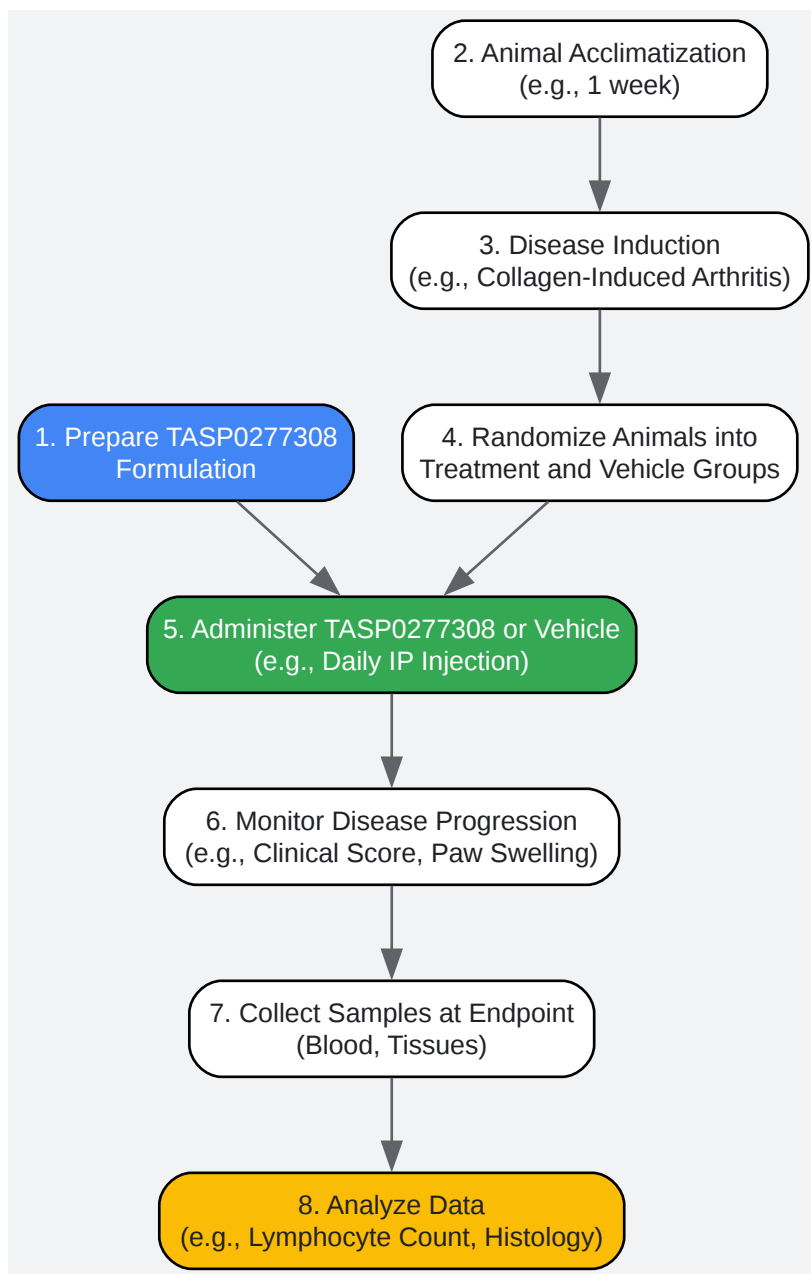 2. Animal Acclimatization
(e.g., 1 week)
3. Disease Induction
(e.g., Collagen-Induced Arthritis)
1. Prepare TASP0277308
Formulation
4. Randomize Animals into
Treatment and Vehicle Groups
5. Administer TASP0277308 or Vehicle
(e.g., Daily IP Injection)
6. Monitor Disease Progression
(e.g., Clinical Score, Paw Swelling)
7. Collect Samples at Endpoint
(Blood, Tissues)
8. Analyze Data
(e.g., Lymphocyte Count, Histology)